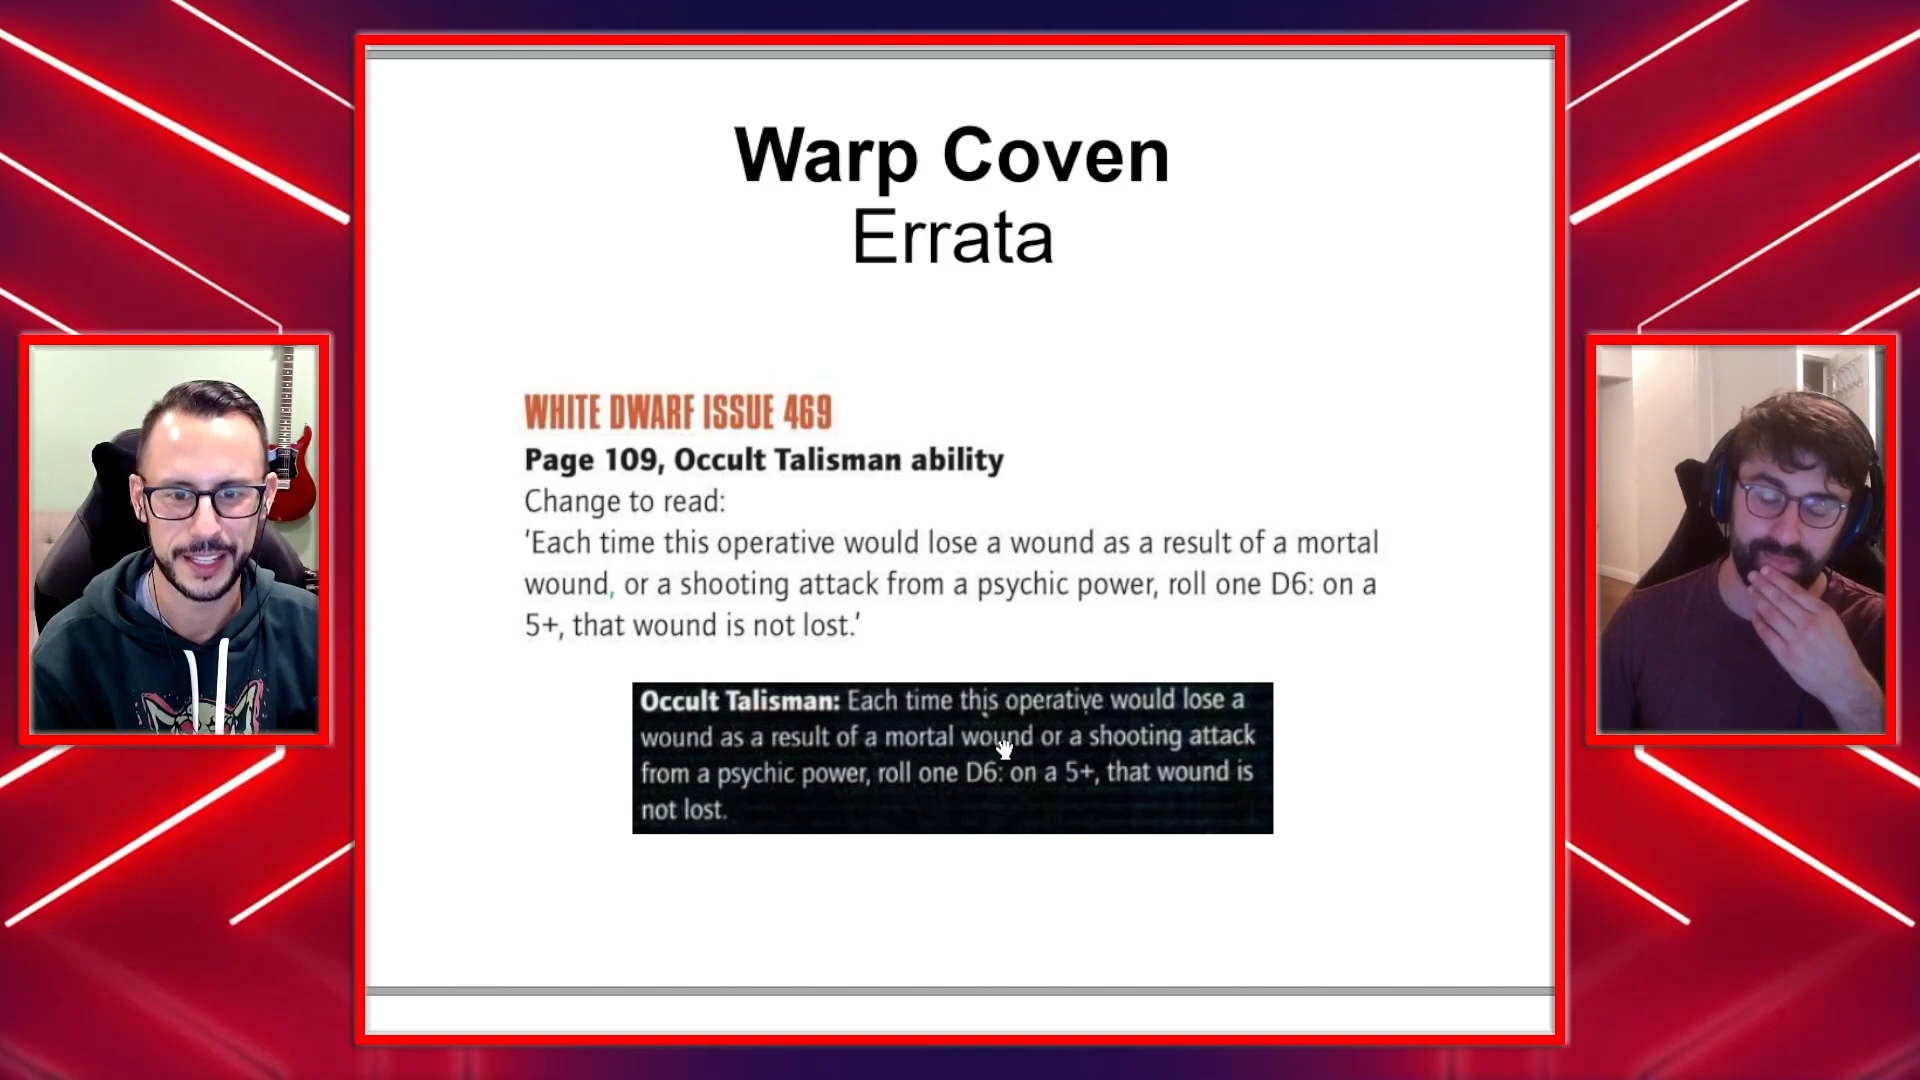 Warp Coven
Errata
WHITE DWARF ISSUE 469
Page 109, Occult Talisman ability
Change to read:
'Each time this operative would lose a wound as a result of a mortal
wound, or a shooting attack from a psychic power, roll one D6: on a
5+, that wound is not lost.'
Occult Talisman: Each time this operative would lose a
wound as a result of a mortal wound or a shooting attack
from a psychic power, roll one D6: on a 5+, that wound is
not lost.